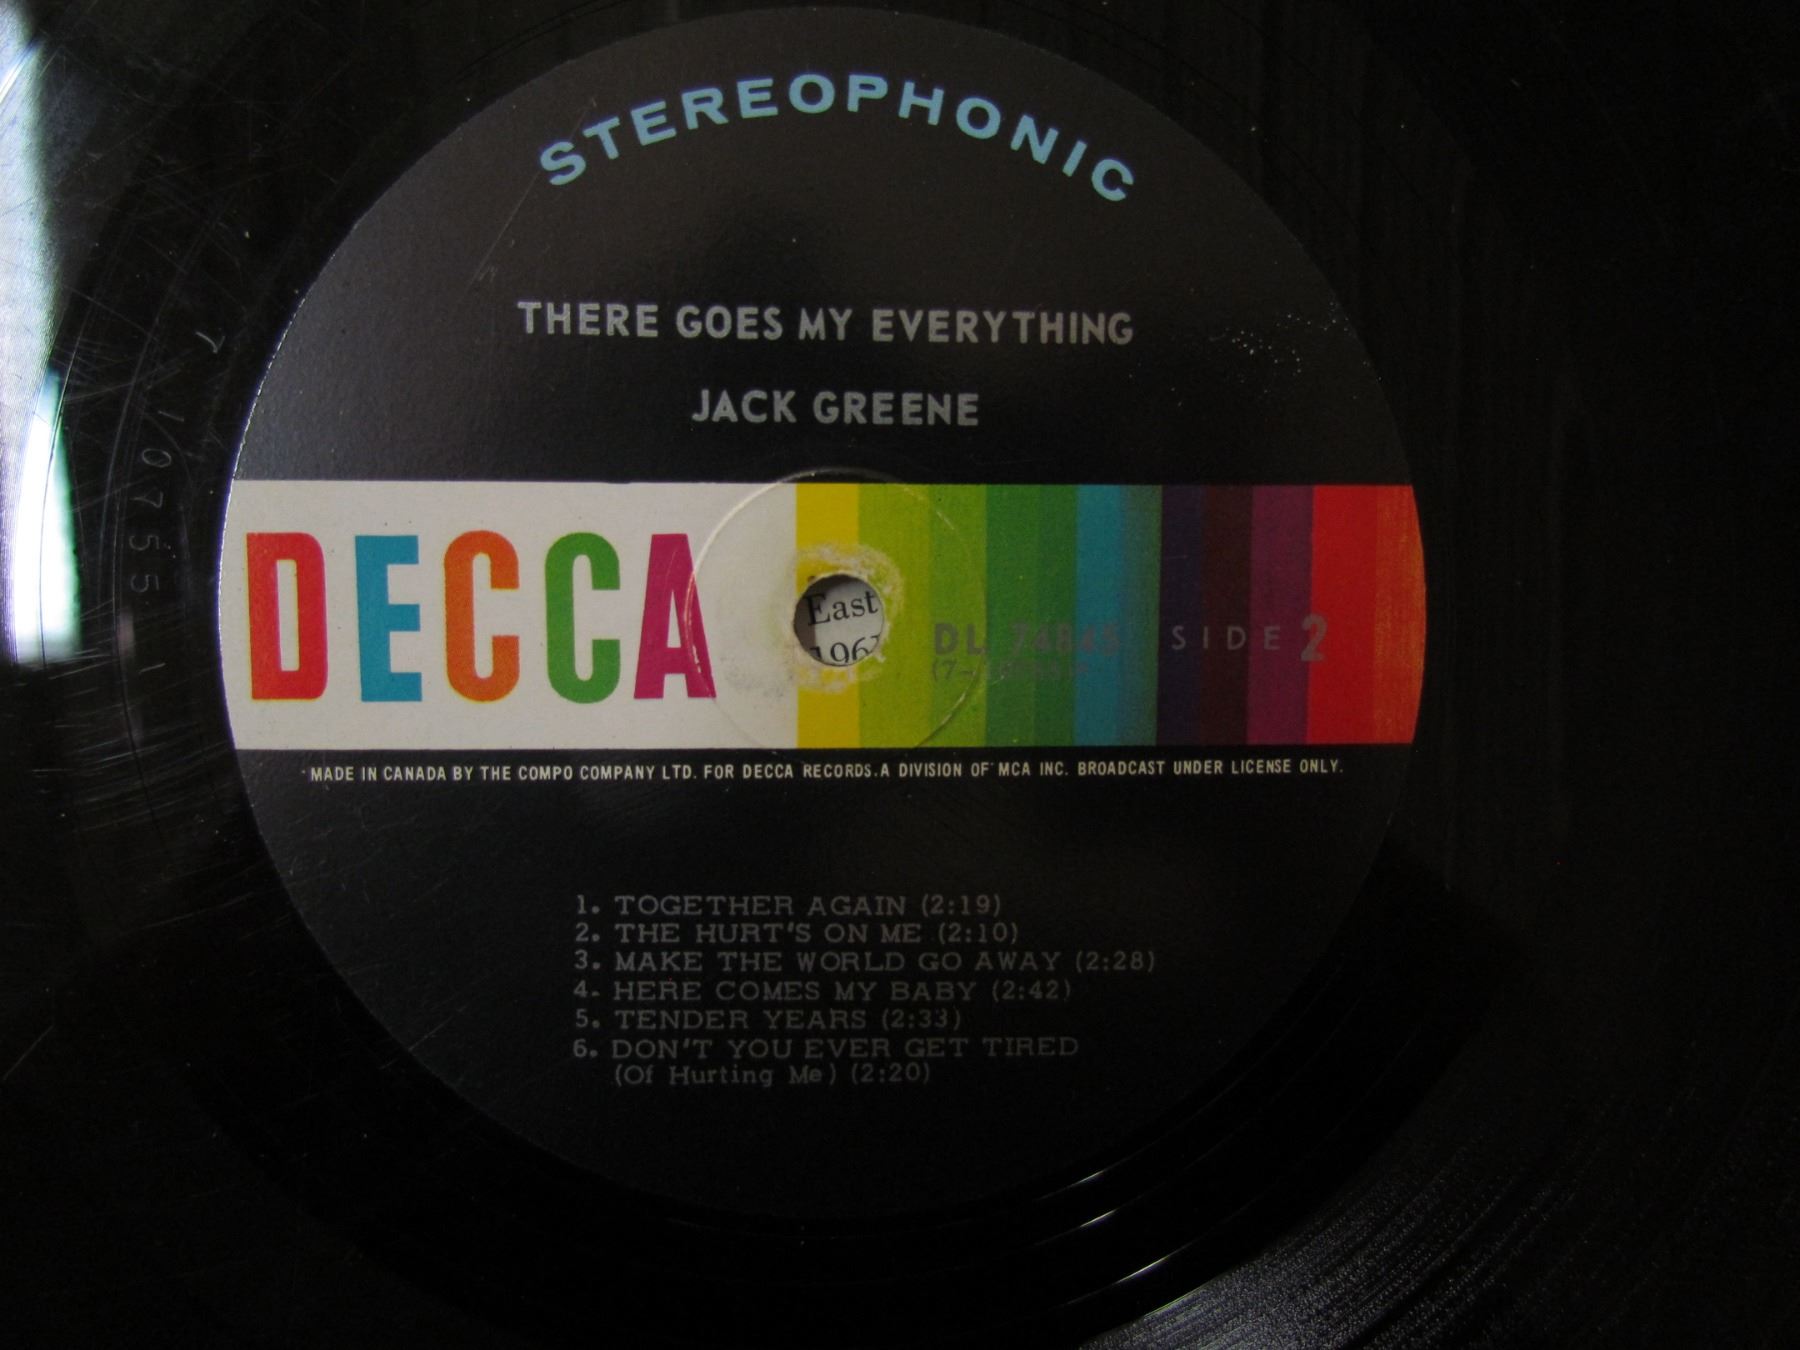 STEREOPHONIC
THERE GOES MY EVERYTHING
JACK GREENE
DECCA
East
DL 74845 SIDE 2
MADE IN CANADA BY THE COMPO COMPANY LTD. FOR DECCA RECORDS. A DIVISION OF MCA INC. BROADCAST UNDER LICENSE ONLY.
1. TOGETHER AGAIN (2:19)
2. THE HURT'S ON ME (2:10)
3. MAKE THE WORLD GO AWAY (2:28)
4. HERE COMES MY BABY (2:42)
5. TENDER YEARS (2:33)
6. DON'T YOU EVER GET TIRED
(Of Hurting Me) (2:20)